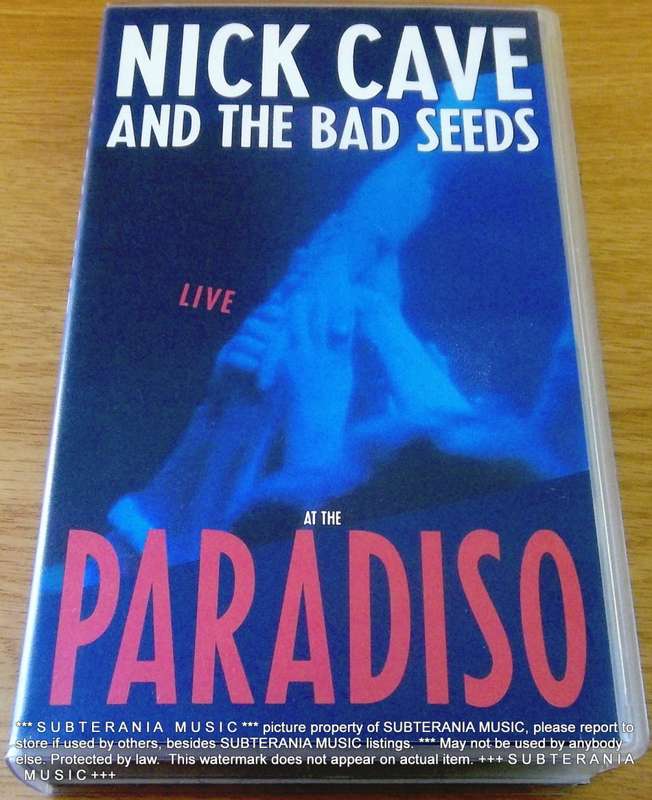 NICK CAVE
AND THE BAD SEEDS
LIVE
AT THE
PARADISO
*** S U B T E R A N I A   M U S I C *** picture property of SUBTERANIA MUSIC, please report to
store if used by others, besides SUBTERANIA MUSIC listings. *** May not be used by anybody
else. Protected by law.  This watermark does not appear on actual item. +++ S U B T E R A N I A
M U S I C +++